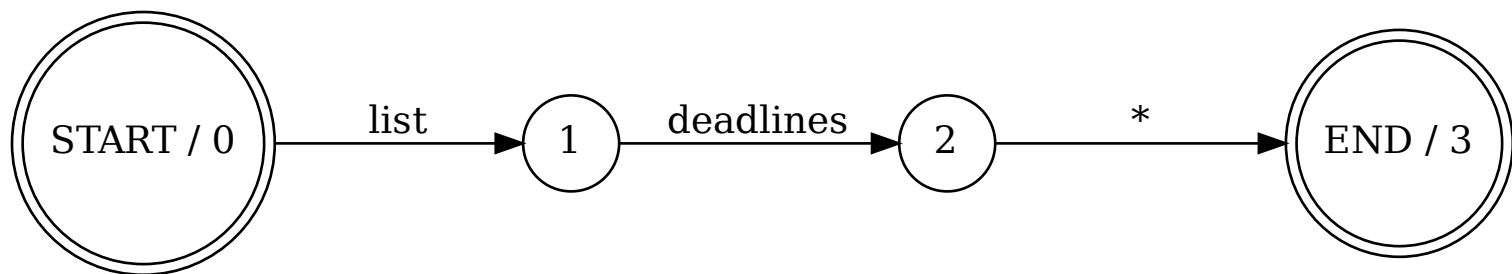 START / 0
list
1
deadlines
2
*
END / 3